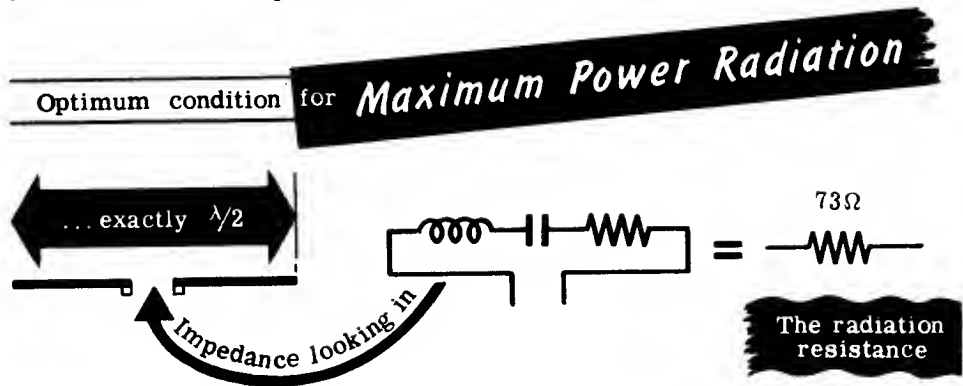 Optimum condition for Maximum Power Radiation
...exactly λ/2
73Ω
Impedance looking in
The radiation
resistance